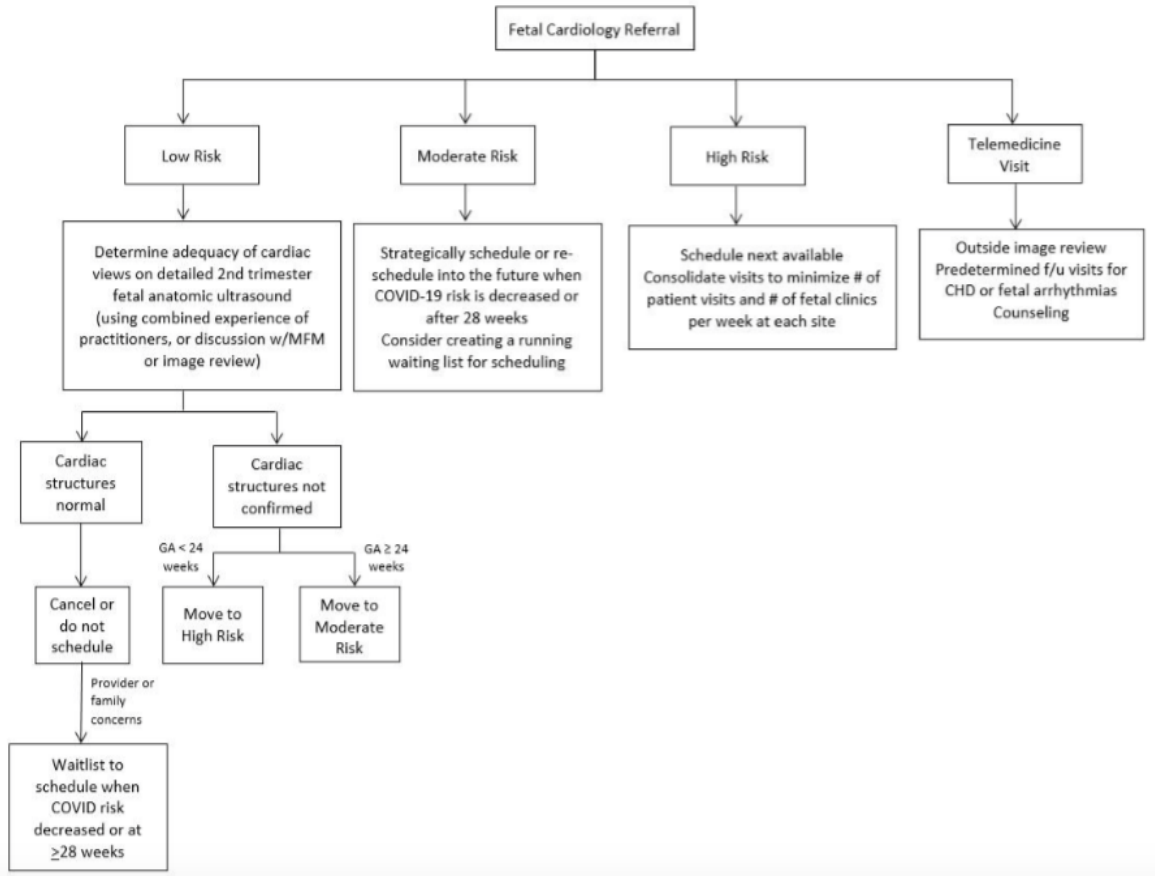 Fetal Cardiology Referral
Low Risk
Moderate Risk
High Risk
Telemedicine
Visit
Determine adequacy of cardiac
views on detailed 2nd trimester
fetal anatomic ultrasound
(using combined experience of
practitioners, or discussion w/MFM
or image review)
Strategically schedule or re-
schedule into the future when
COVID-19 risk is decreased or
after 28 weeks
Consider creating a running
waiting list for scheduling
Schedule next available
Consolidate visits to minimize # of
patient visits and # of fetal clinics
per week at each site
Outside image review
Predetermined f/u visits for
CHD or fetal arrhythmias
Counseling
Cardiac
structures
normal
Cardiac
structures not
confirmed
GA < 24
weeks
GA ≥ 24
weeks
Cancel or
do not
schedule
Move to
High Risk
Move to
Moderate
Risk
Provider or
family
concerns
Waitlist to
schedule when
COVID risk
decreased or at
≥28 weeks